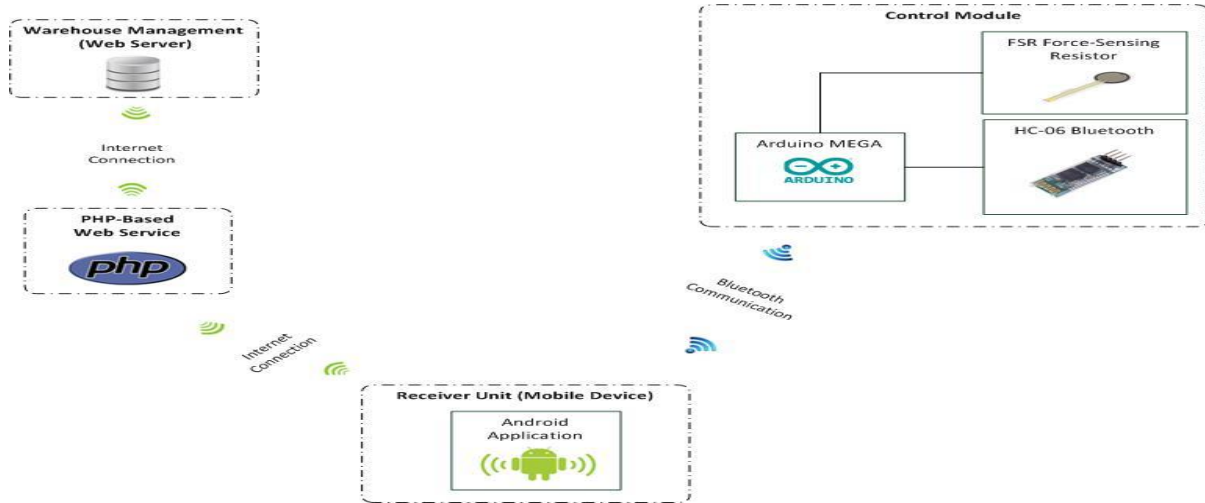 Warehouse Management
(Web Server)
Internet
Connection
PHP-Based
Web Service
php
Internet
Connection
Receiver Unit (Mobile Device)
Android
Application
Bluetooth
Communication
Control Module
FSR Force-Sensing
Resistor
Arduino MEGA
ARDUINO
HC-06 Bluetooth